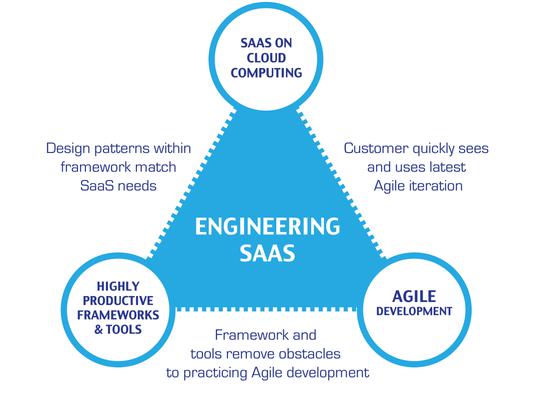 SAAS ON
CLOUD
COMPUTING
Design patterns within
framework match
SaaS needs
Customer quickly sees
and uses latest
Agile iteration
ENGINEERING
SAAS
HIGHLY
PRODUCTIVE
FRAMEWORKS
& TOOLS
AGILE
DEVELOPMENT
Framework and
tools remove obstacles
to practicing Agile development